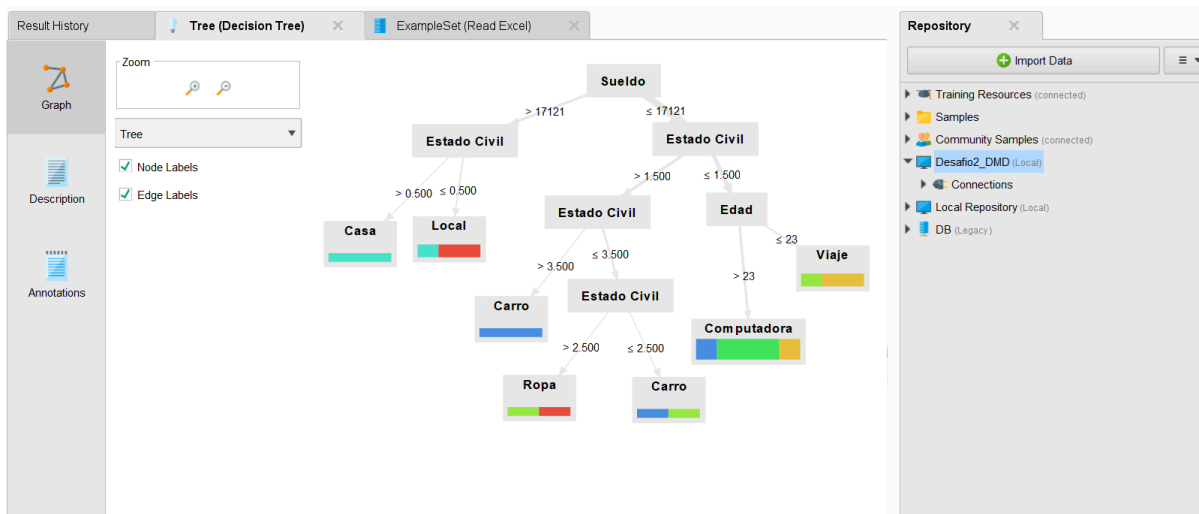 Result History
Tree (Decision Tree)
ExampleSet (Read Excel)
Repository
Graph
Description
Annotations
Zoom
Tree
Node Labels
Edge Labels
Sueldo
> 17121
≤ 17121
Estado Civil
Estado Civil
> 0.500
≤ 0.500
> 1.500
≤ 1.500
Casa
Local
Estado Civil
Edad
> 3.500
≤ 3.500
> 23
≤ 23
Viaje
Carro
Estado Civil
Computadora
> 2.500
≤ 2.500
Ropa
Carro
Import Data
Training Resources (connected)
Samples
Community Samples (connected)
Desafio2_DMD (Local)
Connections
Local Repository (Local)
DB (Legacy)